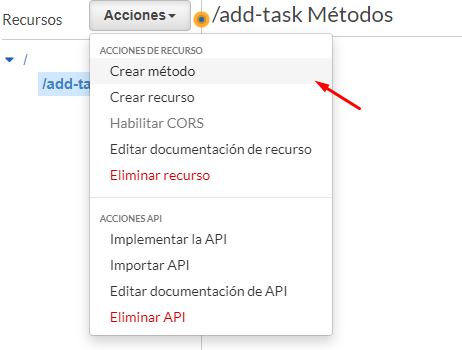 Recursos
Acciones
/add-task Métodos
/
/add-ta
ACCIONES DE RECURSO
Crear método
Crear recurso
Habilitar CORS
Editar documentación de recurso
Eliminar recurso
ACCIONES API
Implementar la API
Importar API
Editar documentación de API
Eliminar API